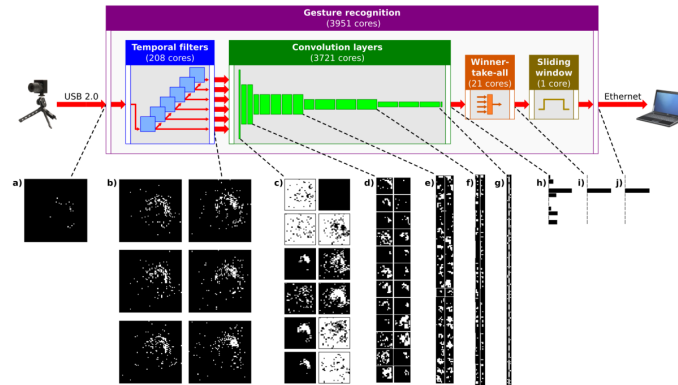 Gesture recognition
(3951 cores)
Temporal filters
(208 cores)
Convolution layers
(3721 cores)
Winner-
take-all
(21 cores)
Sliding
window
(1 core)
USB 2.0
Ethernet
a)
b)
c)
d)
e)
f)
g)
h)
i)
j)